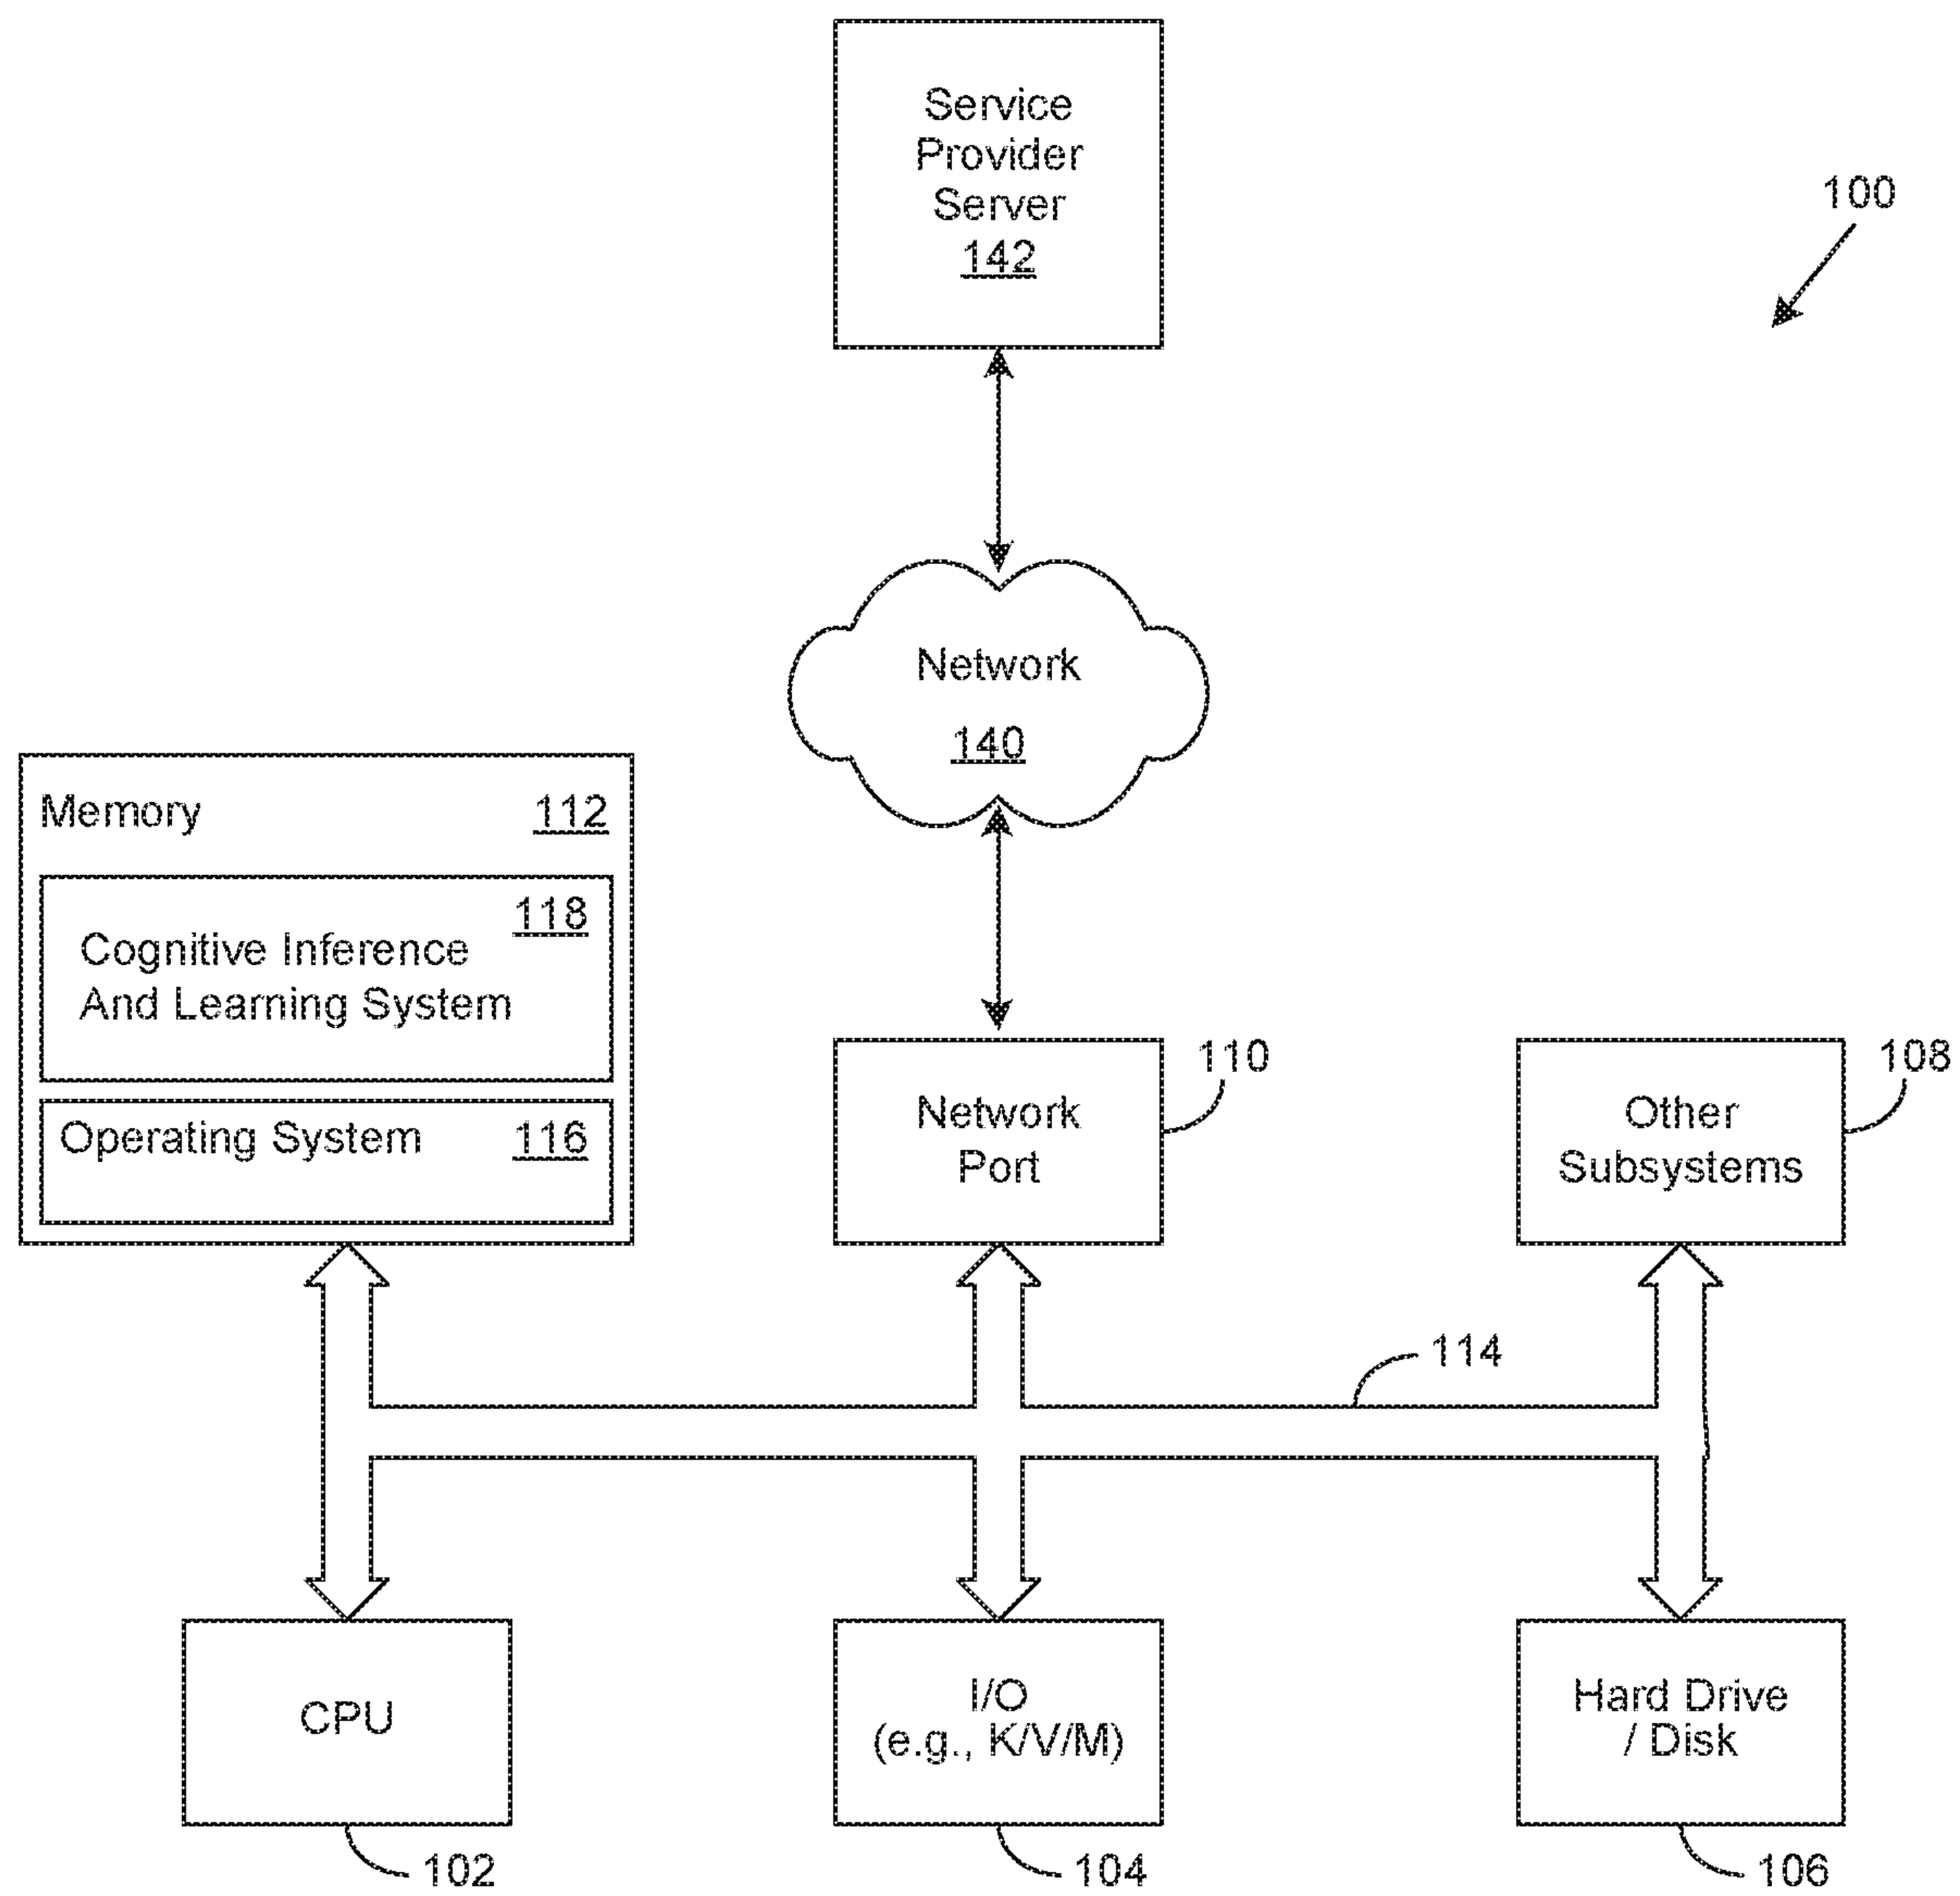 Service
Provider
Server
142
100
Network
140
Memory 112
118
Cognitive Inference
And Learning System
Operating System 116
Network
Port
110
Other
Subsystems
108
114
CPU
102
I/O
(e.g., K/V/M)
104
Hard Drive
/ Disk
106